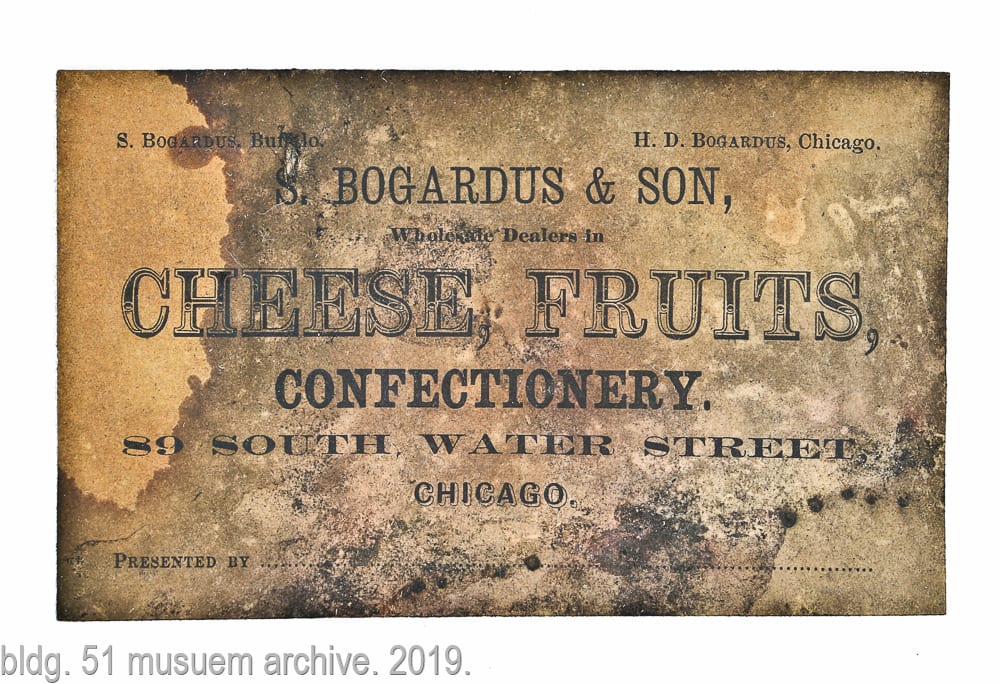 S. BOGARDUS, Buffalo. H. D. BOGARDUS, Chicago.
S. BOGARDUS & SON,
Wholesale Dealers in
CHEESE, FRUITS,
CONFECTIONERY.
89 SOUTH WATER STREET,
CHICAGO.
PRESENTED BY
bldg. 51 musuem archive. 2019.